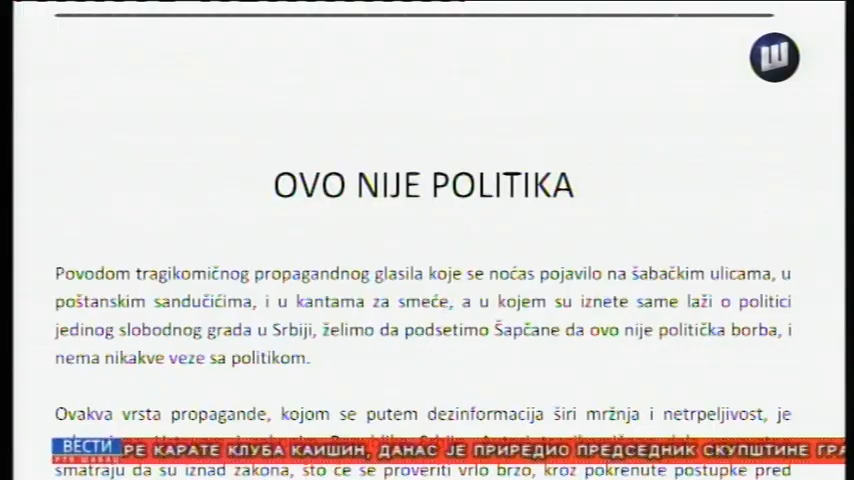 Ш
OVO NIJE POLITIKA
Povodom tragikomičnog propagandnog glasila koje se noćas pojavilo na šabačkim ulicama, u
poštanskim sandučićima, i u kantama za smeće, a u kojem su iznete same laži o politici
jedinog slobodnog grada u Srbiji, želimo da podsetimo Šapčane da ovo nije politička borba, i
nema nikakve veze sa politikom.
Ovakva vrsta propagande, kojom se putem dezinformacija širi mržnja i netrpeljivost, je
ВЕСТИ
РТВ ШАБАЦ
РЕ КАРАТЕ КЛУБА КАИШИН, ДАНАС ЈЕ ПРИРЕДИО ПРЕДСЕДНИК СКУПШТИНЕ ГРА
smatraju da su iznad zakona, što će se proveriti vrlo brzo, kroz pokrenute postupke pred